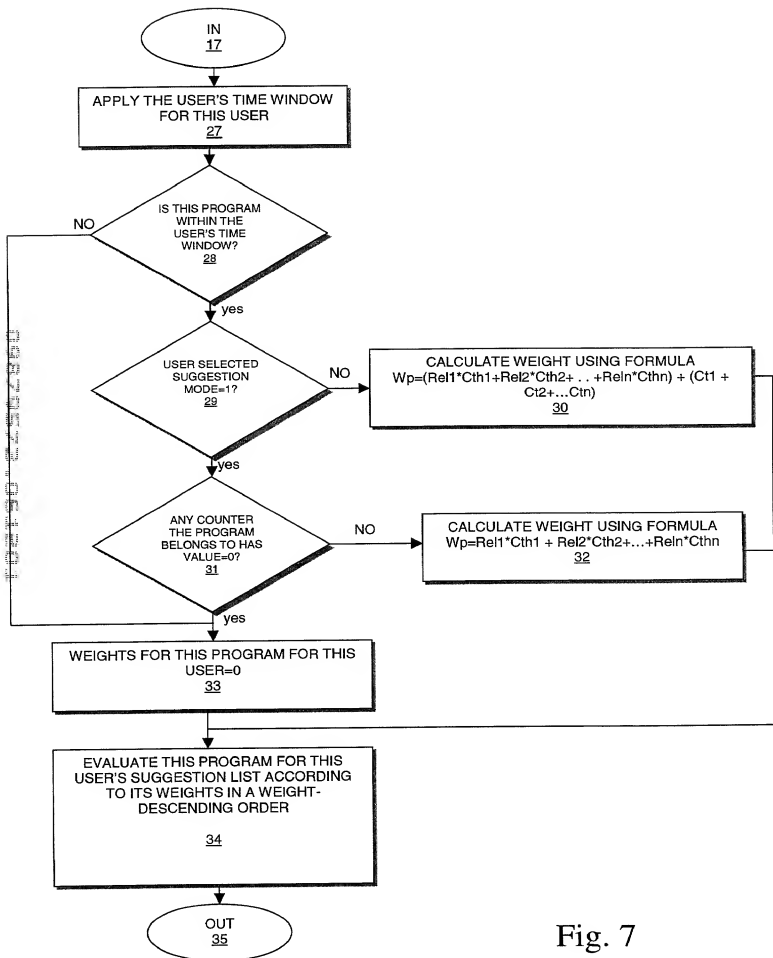 IN
17
APPLY THE USER'S TIME WINDOW
FOR THIS USER
27
IS THIS PROGRAM
WITHIN THE
USER'S TIME
WINDOW?
28
NO
yes
USER SELECTED
SUGGESTION
MODE=1?
29
NO
CALCULATE WEIGHT USING FORMULA
Wp=(Rel1*Cth1+Rel2*Cth2+ . . +Reln*Cthn) + (Ct1 +
Ct2+...Ctn)
30
yes
ANY COUNTER
THE PROGRAM
BELONGS TO HAS
VALUE=0?
31
NO
CALCULATE WEIGHT USING FORMULA
Wp=Rel1*Cth1 + Rel2*Cth2+...+Reln*Cthn
32
yes
WEIGHTS FOR THIS PROGRAM FOR THIS
USER=0
33
EVALUATE THIS PROGRAM FOR THIS
USER'S SUGGESTION LIST ACCORDING
TO ITS WEIGHTS IN A WEIGHT-
DESCENDING ORDER
34
OUT
35
Fig. 7